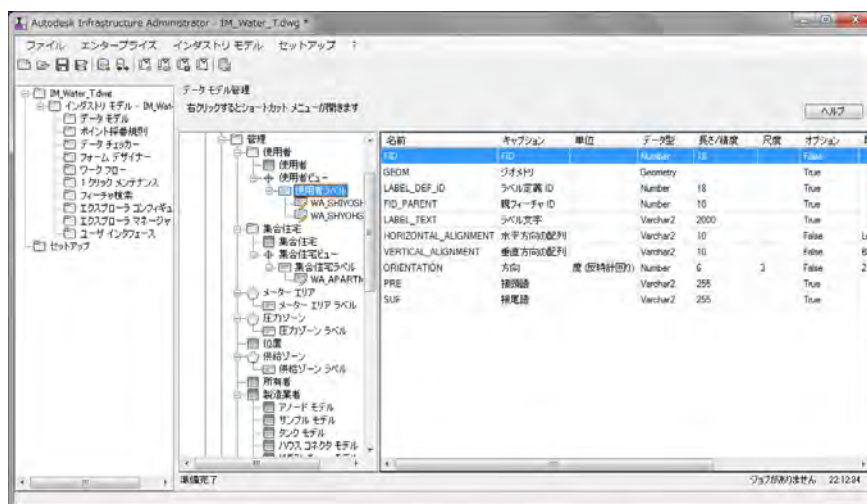 Autodesk Infrastructure Administrator - IM_Water_T.dwg *
ファイル エンタープライズ インダストリ モデル セットアップ ?
IM_Water_T.dwg
インダストリ モデル - IM_Wat
データ モデル
ポイント採番規則
データ チェッカー
フォーム デザイナー
ワーク フロー
1 クリック メンテナンス
フィーチャ検索
エクスプローラ コンフィギュ
エクスプローラ マネージャ
ユーザ インタフェース
セットアップ
データ モデル管理
右クリックするとショートカット メニューが開きます
ヘルプ
管理
使用者
使用者
使用者ビュー
使用者ラベル
WA_SHIYOSH
WA_SHYOHS
集合住宅
集合住宅
集合住宅ビュー
集合住宅ラベル
WA_APARTN
メーター エリア
メーター エリア ラベル
圧力ゾーン
圧力ゾーン ラベル
位置
供給ゾーン
供給ゾーン ラベル
所有者
製造業者
アノード モデル
サンプル モデル
タンク モデル
ハウス コネクタ モデル
名前 キャプション 単位 データ型 長さ/精度 尺度 オプション
FID FID Number 18 False
GEOM ジオメトリ Geometry True
LABEL_DEF_ID ラベル定義 ID Number 18 True
FID_PARENT 親フィーチャ ID Number 10 True
LABEL_TEXT ラベル文字 Varchar2 2000 True
HORIZONTAL_ALIGNMENT 水平方向の配列 Varchar2 10 False
VERTICAL_ALIGNMENT 垂直方向の配列 Varchar2 10 False
ORIENTATION 方向 度 (反時計回り) Number 6 3 False
PRE 接頭語 Varchar2 255 True
SUF 接尾語 Varchar2 255 True
準備完了
ジョブがありません 22:12:34